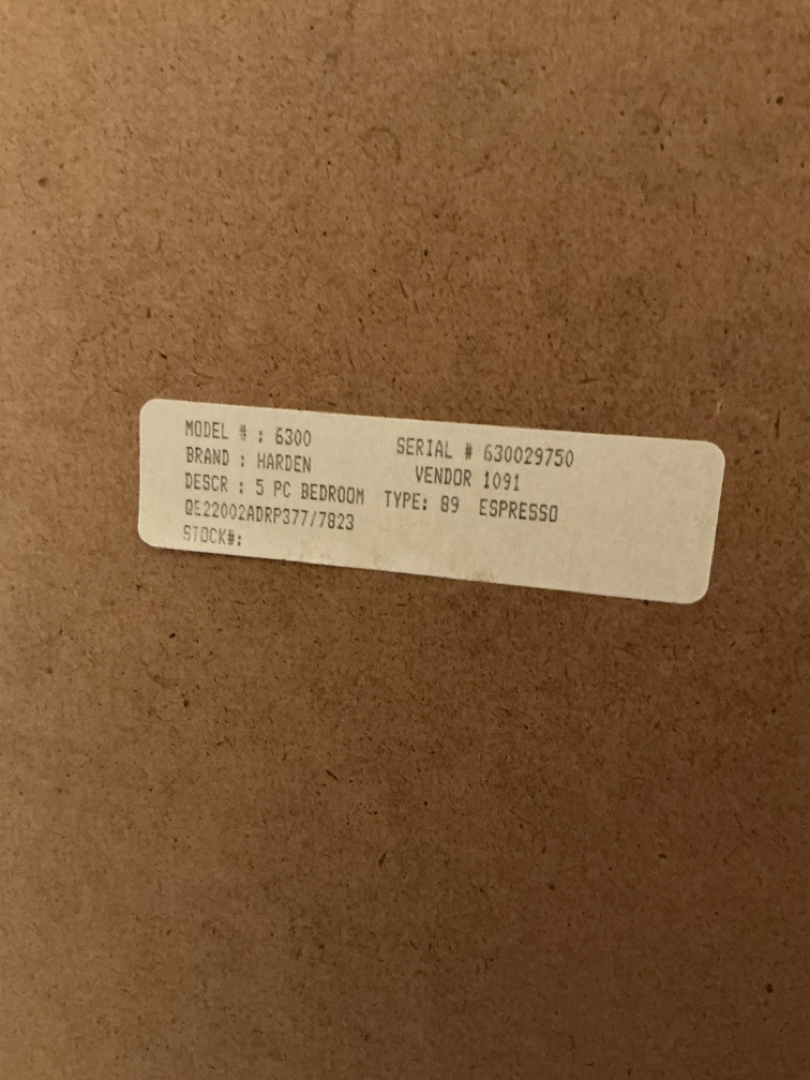 MODEL # : 6300 SERIAL # 630029750
BRAND : HARDEN VENDOR 1091
DESCR : 5 PC BEDROOM TYPE: 89 ESPRESSO
QE22002ADRP377/7823
STOCK#: